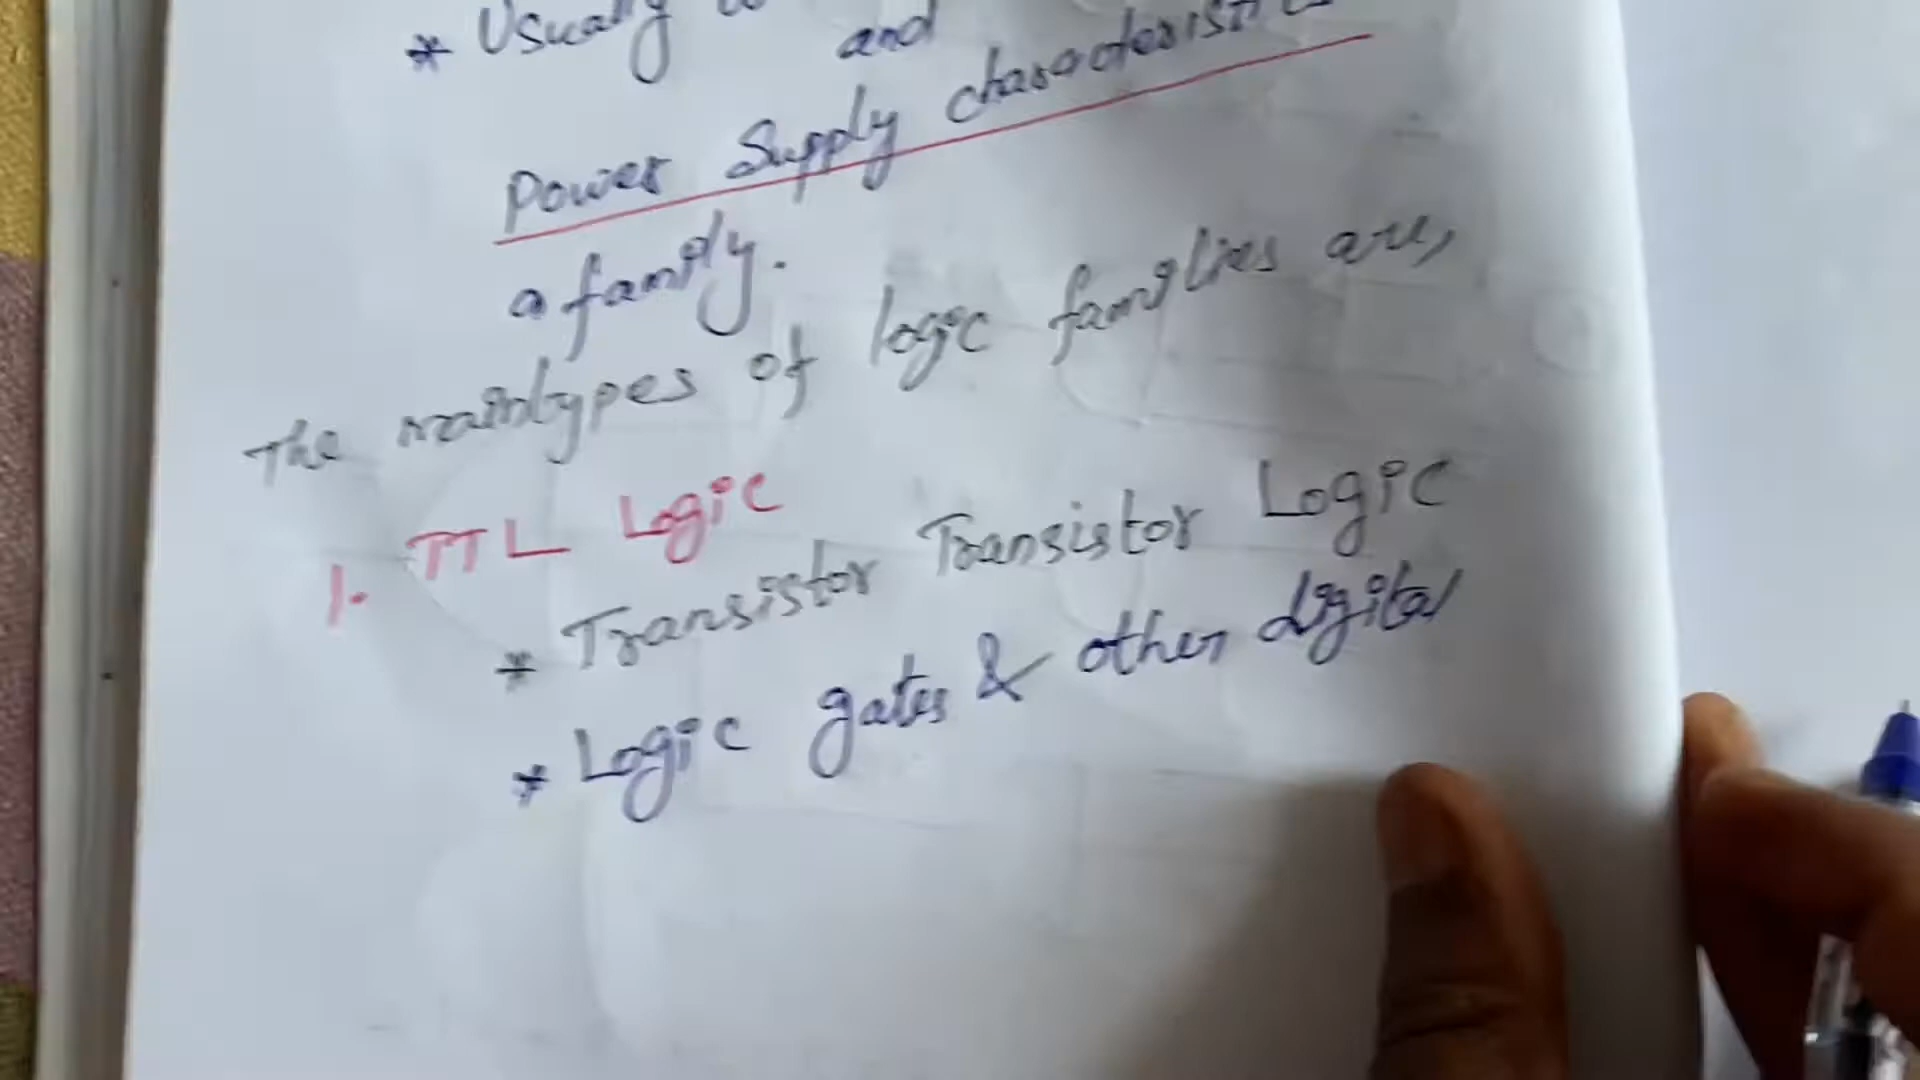 * Usually
and
Power Supply characteristics
a family.
The maintypes of logic families are,
1. TTL Logic
* Transistor Transistor Logic
* Logic gates & other digital